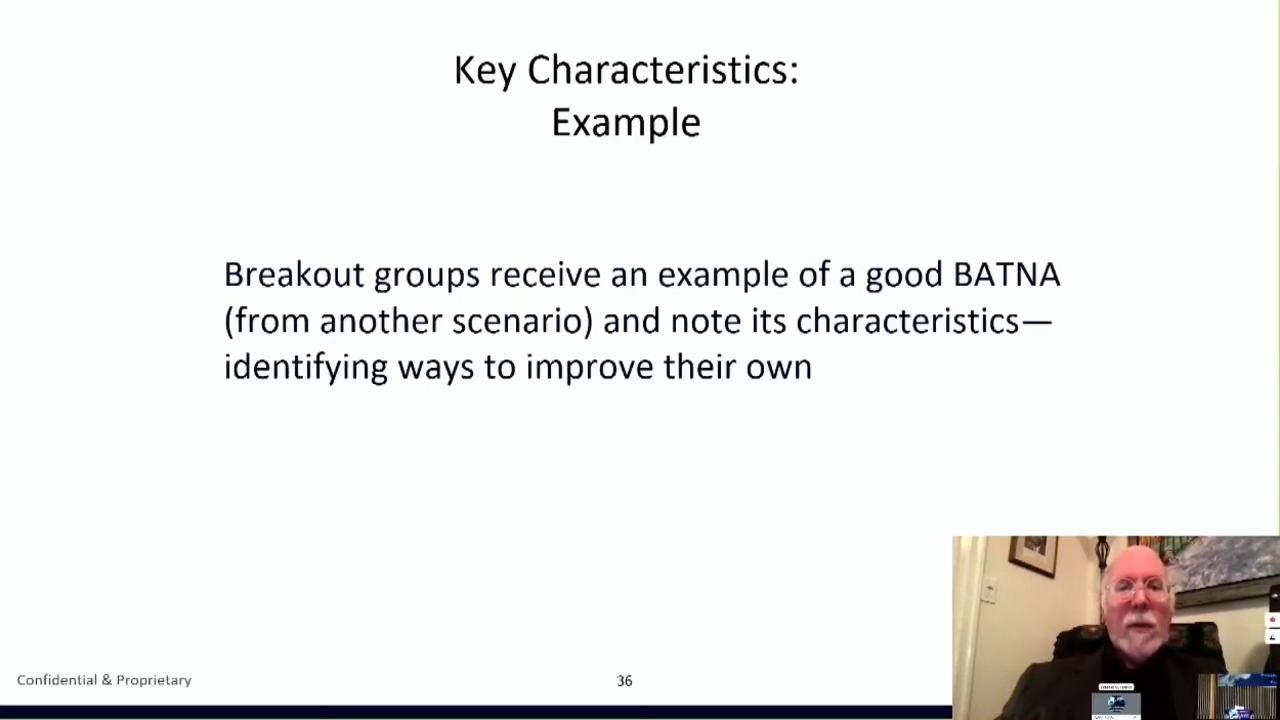 Key Characteristics:
Example
Breakout groups receive an example of a good BATNA
(from another scenario) and note its characteristics—
identifying ways to improve their own
Confidential & Proprietary
36